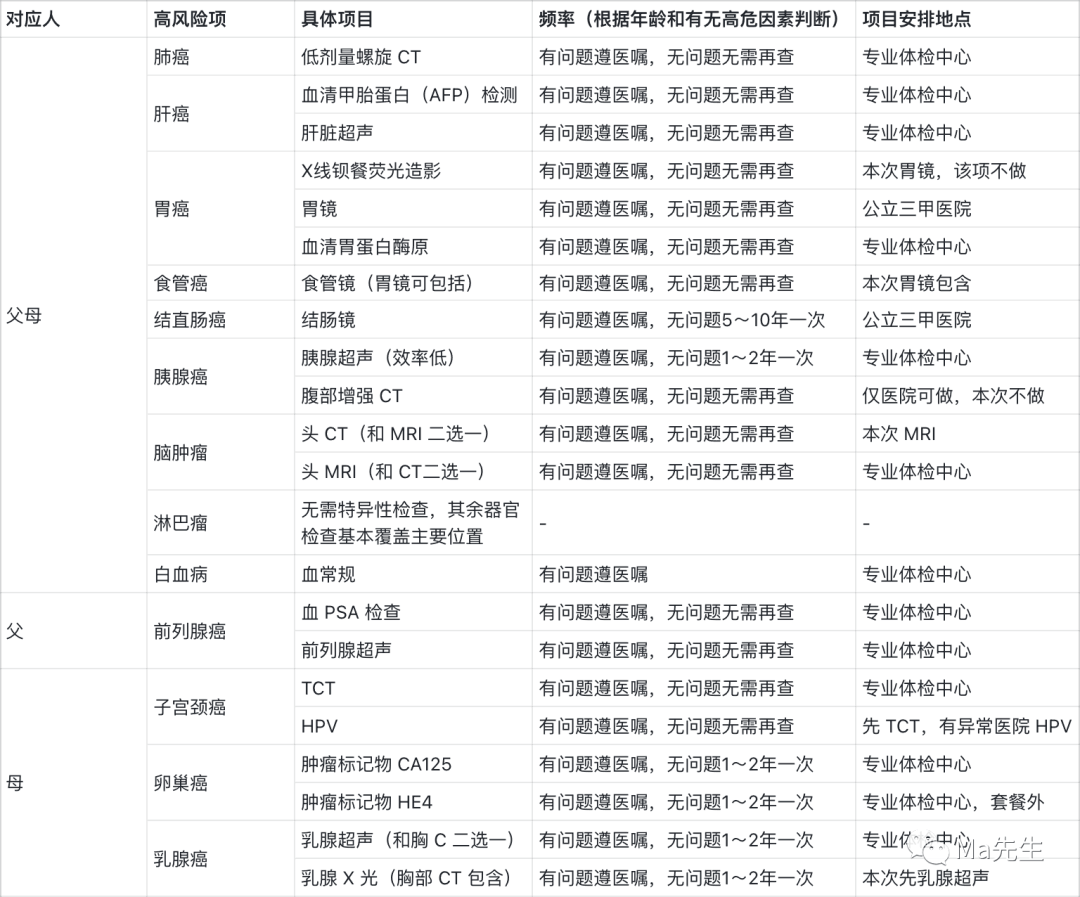 对应人 高风险项 具体项目 频率（根据年龄和有无高危因素判断） 项目安排地点
父母 肺癌 低剂量螺旋 CT 有问题遵医嘱，无问题无需再查 专业体检中心
肝癌 血清甲胎蛋白（AFP）检测 有问题遵医嘱，无问题无需再查 专业体检中心
肝脏超声 有问题遵医嘱，无问题无需再查 专业体检中心
胃癌 X线钡餐荧光造影 有问题遵医嘱，无问题无需再查 本次胃镜，该项不做
胃镜 有问题遵医嘱，无问题无需再查 公立三甲医院
血清胃蛋白酶原 有问题遵医嘱，无问题无需再查 专业体检中心
食管癌 食管镜（胃镜可包括） 有问题遵医嘱，无问题无需再查 本次胃镜包含
结直肠癌 结肠镜 有问题遵医嘱，无问题5～10年一次 公立三甲医院
胰腺癌 胰腺超声（效率低） 有问题遵医嘱，无问题1～2年一次 专业体检中心
腹部增强 CT 有问题遵医嘱，无问题无需再查 仅医院可做，本次不做
脑肿瘤 头 CT（和 MRI 二选一） 有问题遵医嘱，无问题无需再查 本次 MRI
头 MRI（和 CT二选一） 有问题遵医嘱，无问题无需再查 专业体检中心
淋巴瘤 无需特异性检查，其余器官 - -
检查基本覆盖主要位置
白血病 血常规 有问题遵医嘱 专业体检中心
父 前列腺癌 血 PSA 检查 有问题遵医嘱，无问题无需再查 专业体检中心
前列腺超声 有问题遵医嘱，无问题无需再查 专业体检中心
母 子宫颈癌 TCT 有问题遵医嘱，无问题无需再查 专业体检中心
HPV 有问题遵医嘱，无问题无需再查 先 TCT，有异常医院 HPV
卵巢癌 肿瘤标记物 CA125 有问题遵医嘱，无问题1～2年一次 专业体检中心
肿瘤标记物 HE4 有问题遵医嘱，无问题1～2年一次 专业体检中心，套餐外
乳腺癌 乳腺超声（和胸 C 二选一） 有问题遵医嘱，无问题1～2年一次 专业体检中心
乳腺 X 光（胸部 CT 包含） 有问题遵医嘱，无问题1～2年一次 本次先乳腺超声
Ma先生